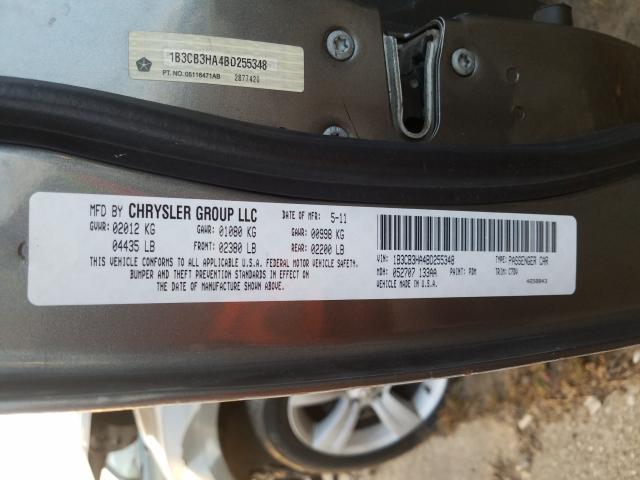 1B3CB3HA4BD255348
PT. NO. 05116471AB 2877420
MFD BY CHRYSLER GROUP LLC DATE OF MFR: 5-11
GVWR: 02012 KG GAWR: 01080 KG GAWR: 00998 KG
04435 LB FRONT: 02380 LB REAR: 02200 LB
THIS VEHICLE CONFORMS TO ALL APPLICABLE U.S.A. FEDERAL MOTOR VEHICLE SAFETY,
BUMPER AND THEFT PREVENTION STANDARDS IN EFFECT ON
THE DATE OF MANUFACTURE SHOWN ABOVE.
VIN: 1B3CB3HA4BD255348 TYPE: PASSENGER CAR
MDH: 052707 133AA PAINT: PDM TRIM: C7DV
VEHICLE MADE IN U.S.A. 4258843